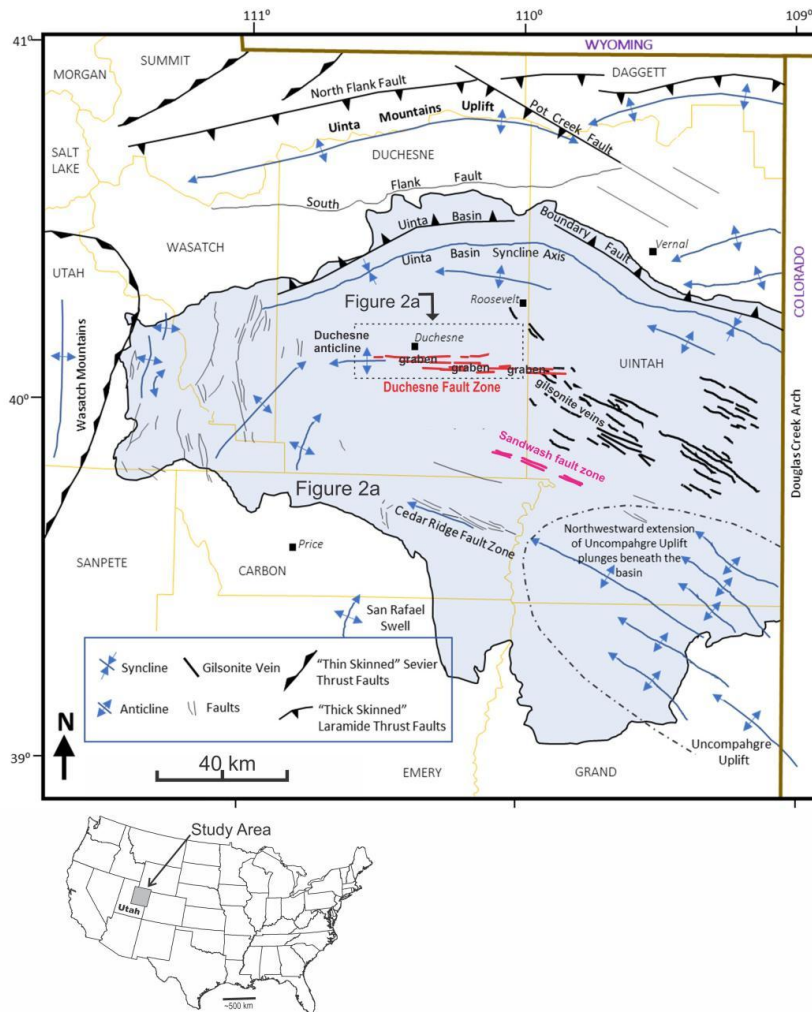 111°
110°
109°
41°
WYOMING
SUMMIT
MORGAN
DAGGETT
North Flank Fault
Uinta Mountains Uplift
Pot Creek Fault
SALT
LAKE
DUCHESNE
South Flank Fault
WASATCH
Uinta Basin Boundary Fault
Vernal
UTAH
COLORADO
Uinta Basin Syncline Axis
Figure 2a
Roosevelt
Duchesne
anticline
Duchesne
graben
graben
graben
UINTAH
Wasatch Mountains
Duchesne Fault Zone
gilsonite veins
40°
Douglas Creek Arch
Sandwash fault zone
Figure 2a
Cedar Ridge Fault Zone
Northwestward extension
of Uncompahgre Uplift
plunges beneath the
basin
Price
SANPETE
CARBON
San Rafael
Swell
Syncline
Gilsonite Vein
"Thin Skinned" Sevier
Thrust Faults
Anticline
Faults
"Thick Skinned"
Laramide Thrust Faults
N
39°
40 km
Uncompahgre
Uplift
EMERY
GRAND
Study Area
Utah
~500 km